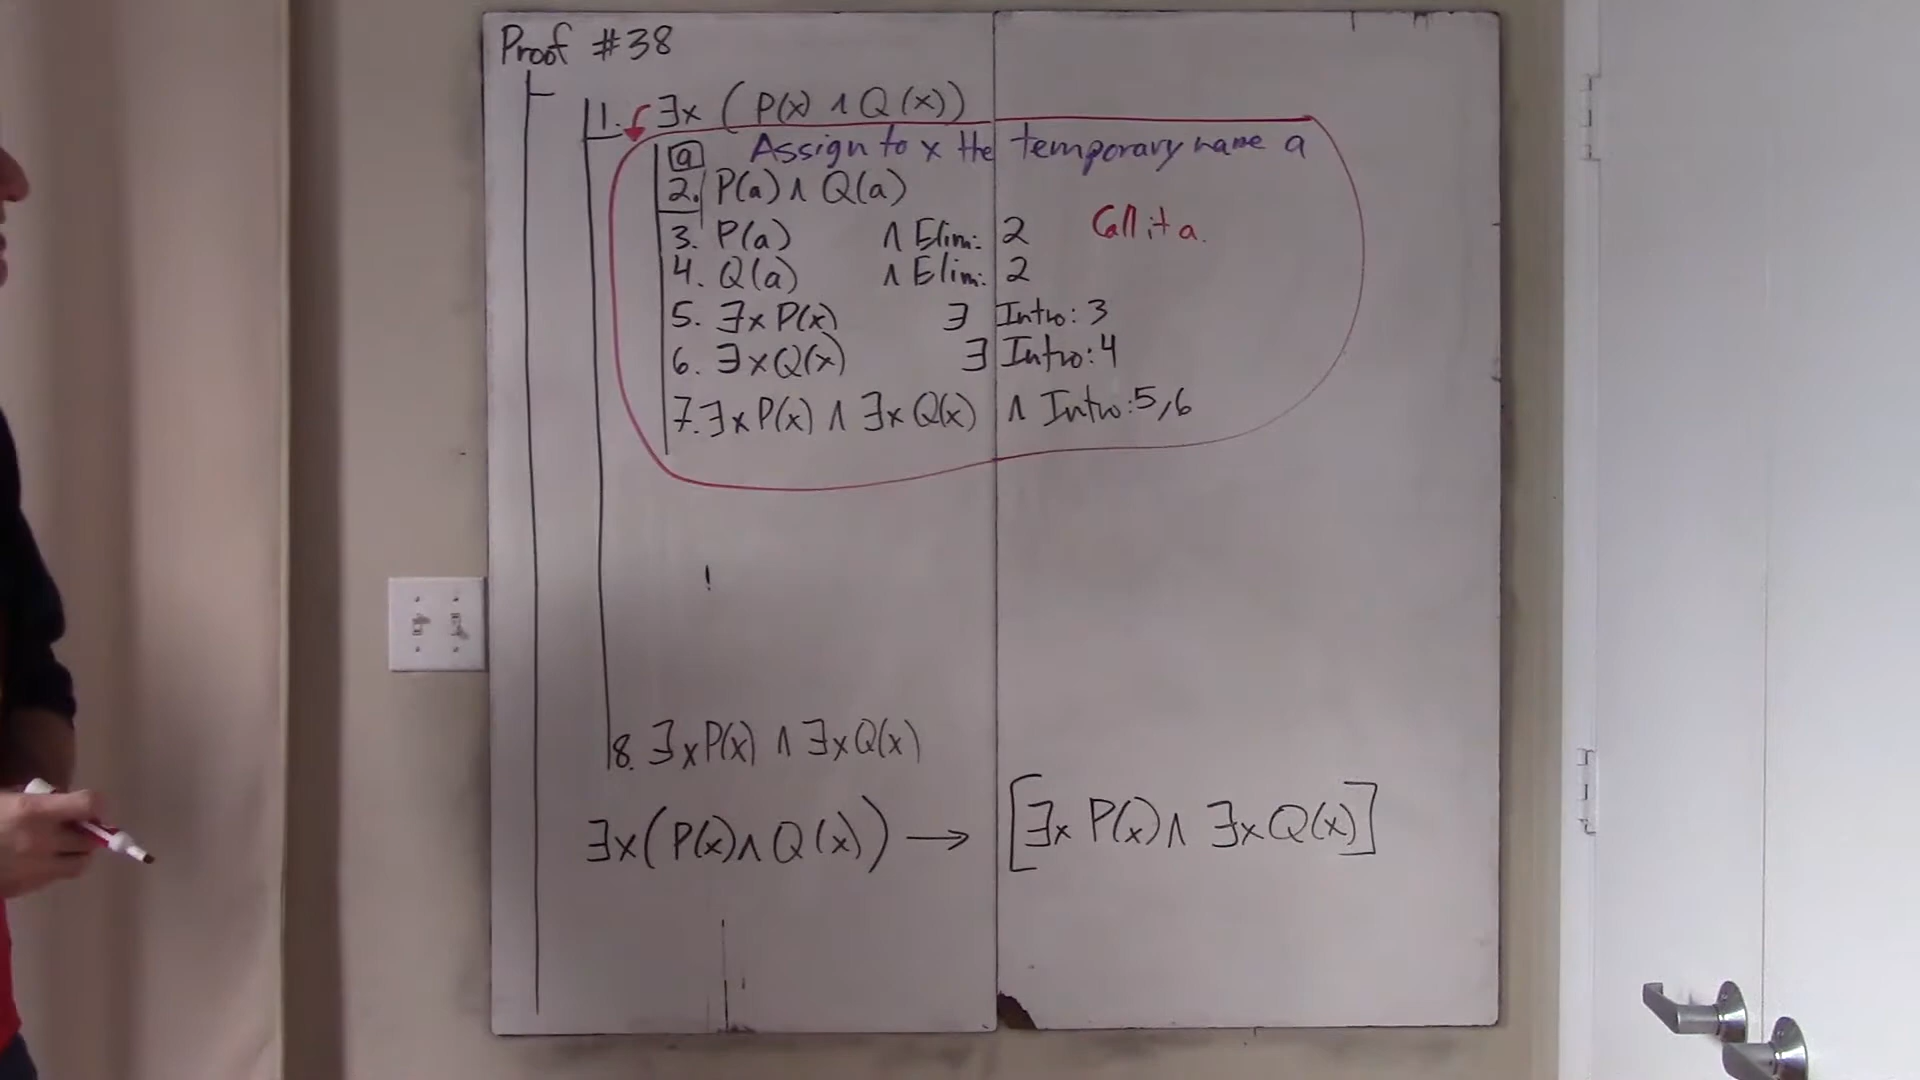 Proof #38
1. ∃x (P(x) ∧ Q(x))
a Assign to x the temporary name a
2. P(a) ∧ Q(a)
3. P(a) ∧ Elim: 2 Call it a.
4. Q(a) ∧ Elim: 2
5. ∃x P(x) ∃ Intro: 3
6. ∃x Q(x) ∃ Intro: 4
7. ∃x P(x) ∧ ∃x Q(x) ∧ Intro: 5,6
8. ∃x P(x) ∧ ∃x Q(x)
∃x(P(x) ∧ Q(x)) → [∃x P(x) ∧ ∃x Q(x)]